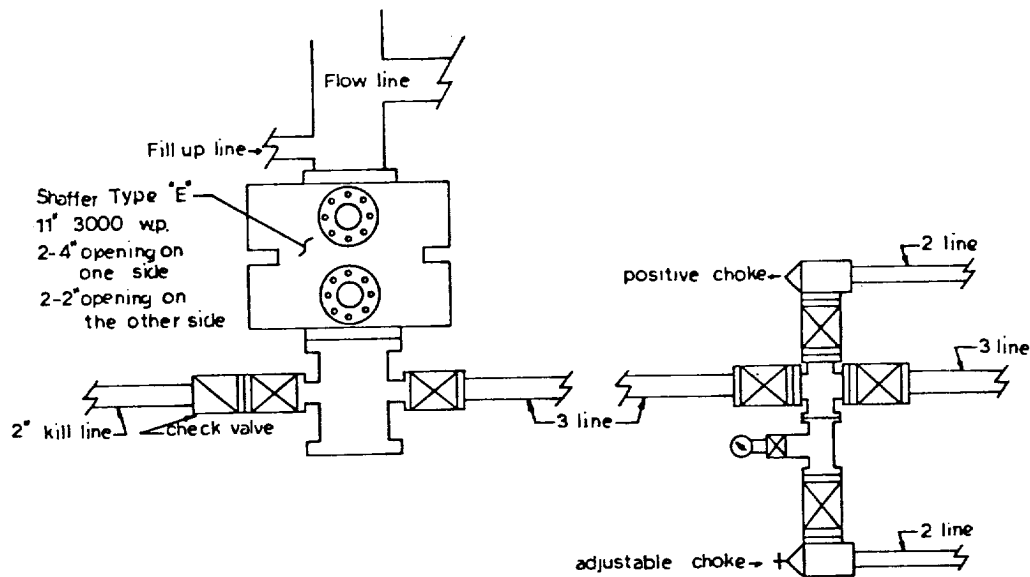 Flow line
Fill up line
Shaffer Type "E"
11" 3000 w.p.
2-4" opening on
one side
2-2" opening on
the other side
2" kill line
check valve
3 line
positive choke
2 line
3 line
adjustable choke
2 line